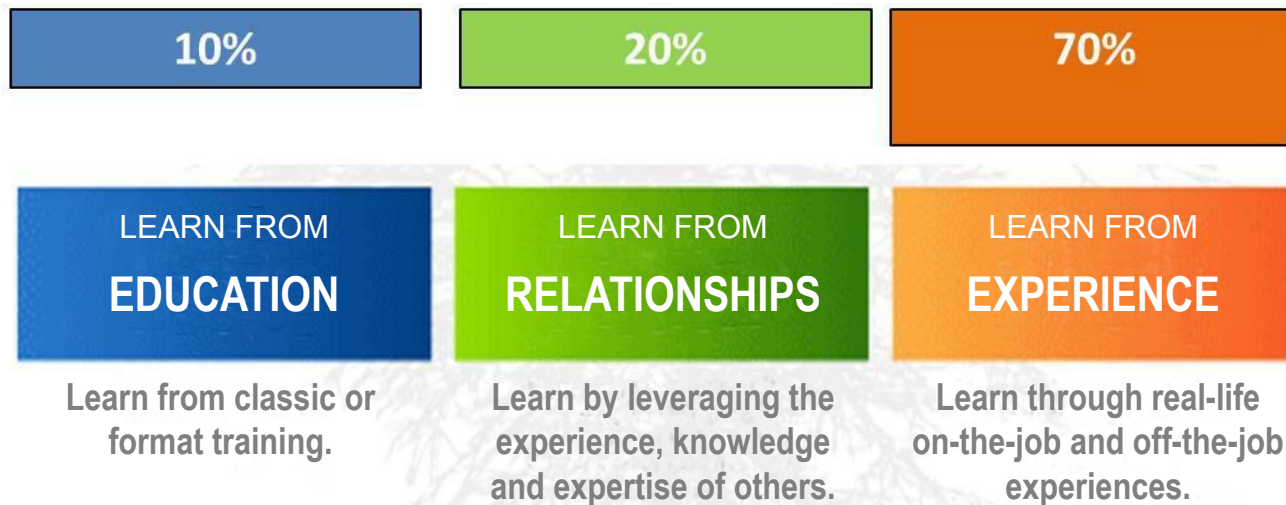 10%
20%
70%
LEARN FROM
EDUCATION
LEARN FROM
RELATIONSHIPS
LEARN FROM
EXPERIENCE
Learn from classic or
format training.
Learn by leveraging the
experience, knowledge
and expertise of others.
Learn through real-life
on-the-job and off-the-job
experiences.